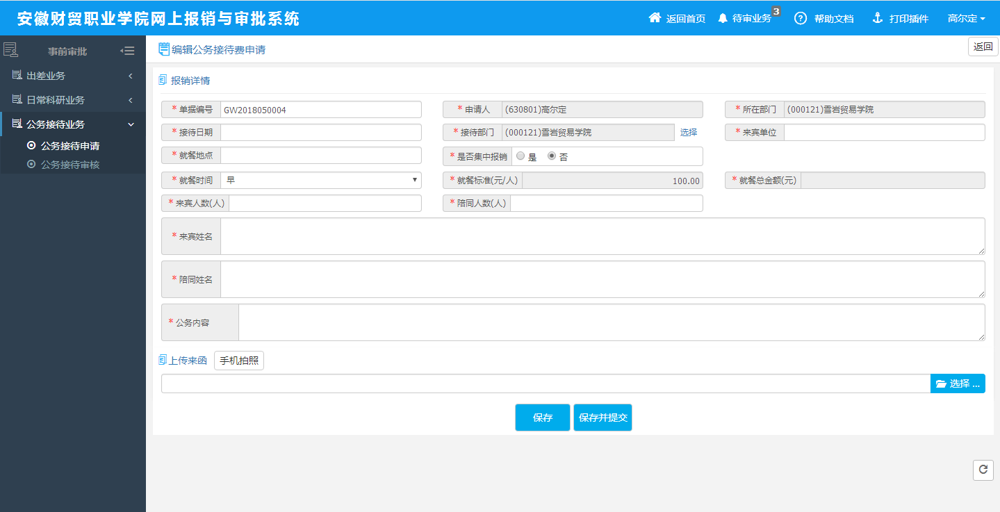 安徽财贸职业学院网上报销与审批系统
返回首页 待审业务 3 帮助文档 打印插件 高尔定
事前审批
出差业务
日常科研业务
公务接待业务
公务接待申请
公务接待审核
编辑公务接待费申请 返回
报销详情
* 单据编号 GW2018050004 * 申请人 (630801)高尔定 * 所在部门 (000121)雪岩贸易学院
* 接待日期 * 接待部门 (000121)雪岩贸易学院 选择 * 来宾单位
* 就餐地点 * 是否集中报销 是 否
* 就餐时间 早 * 就餐标准(元/人) 100.00 * 就餐总金额(元)
* 来宾人数(人) * 陪同人数(人)
* 来宾姓名
* 陪同姓名
* 公务内容
上传来函 手机拍照
选择 ...
保存 保存并提交